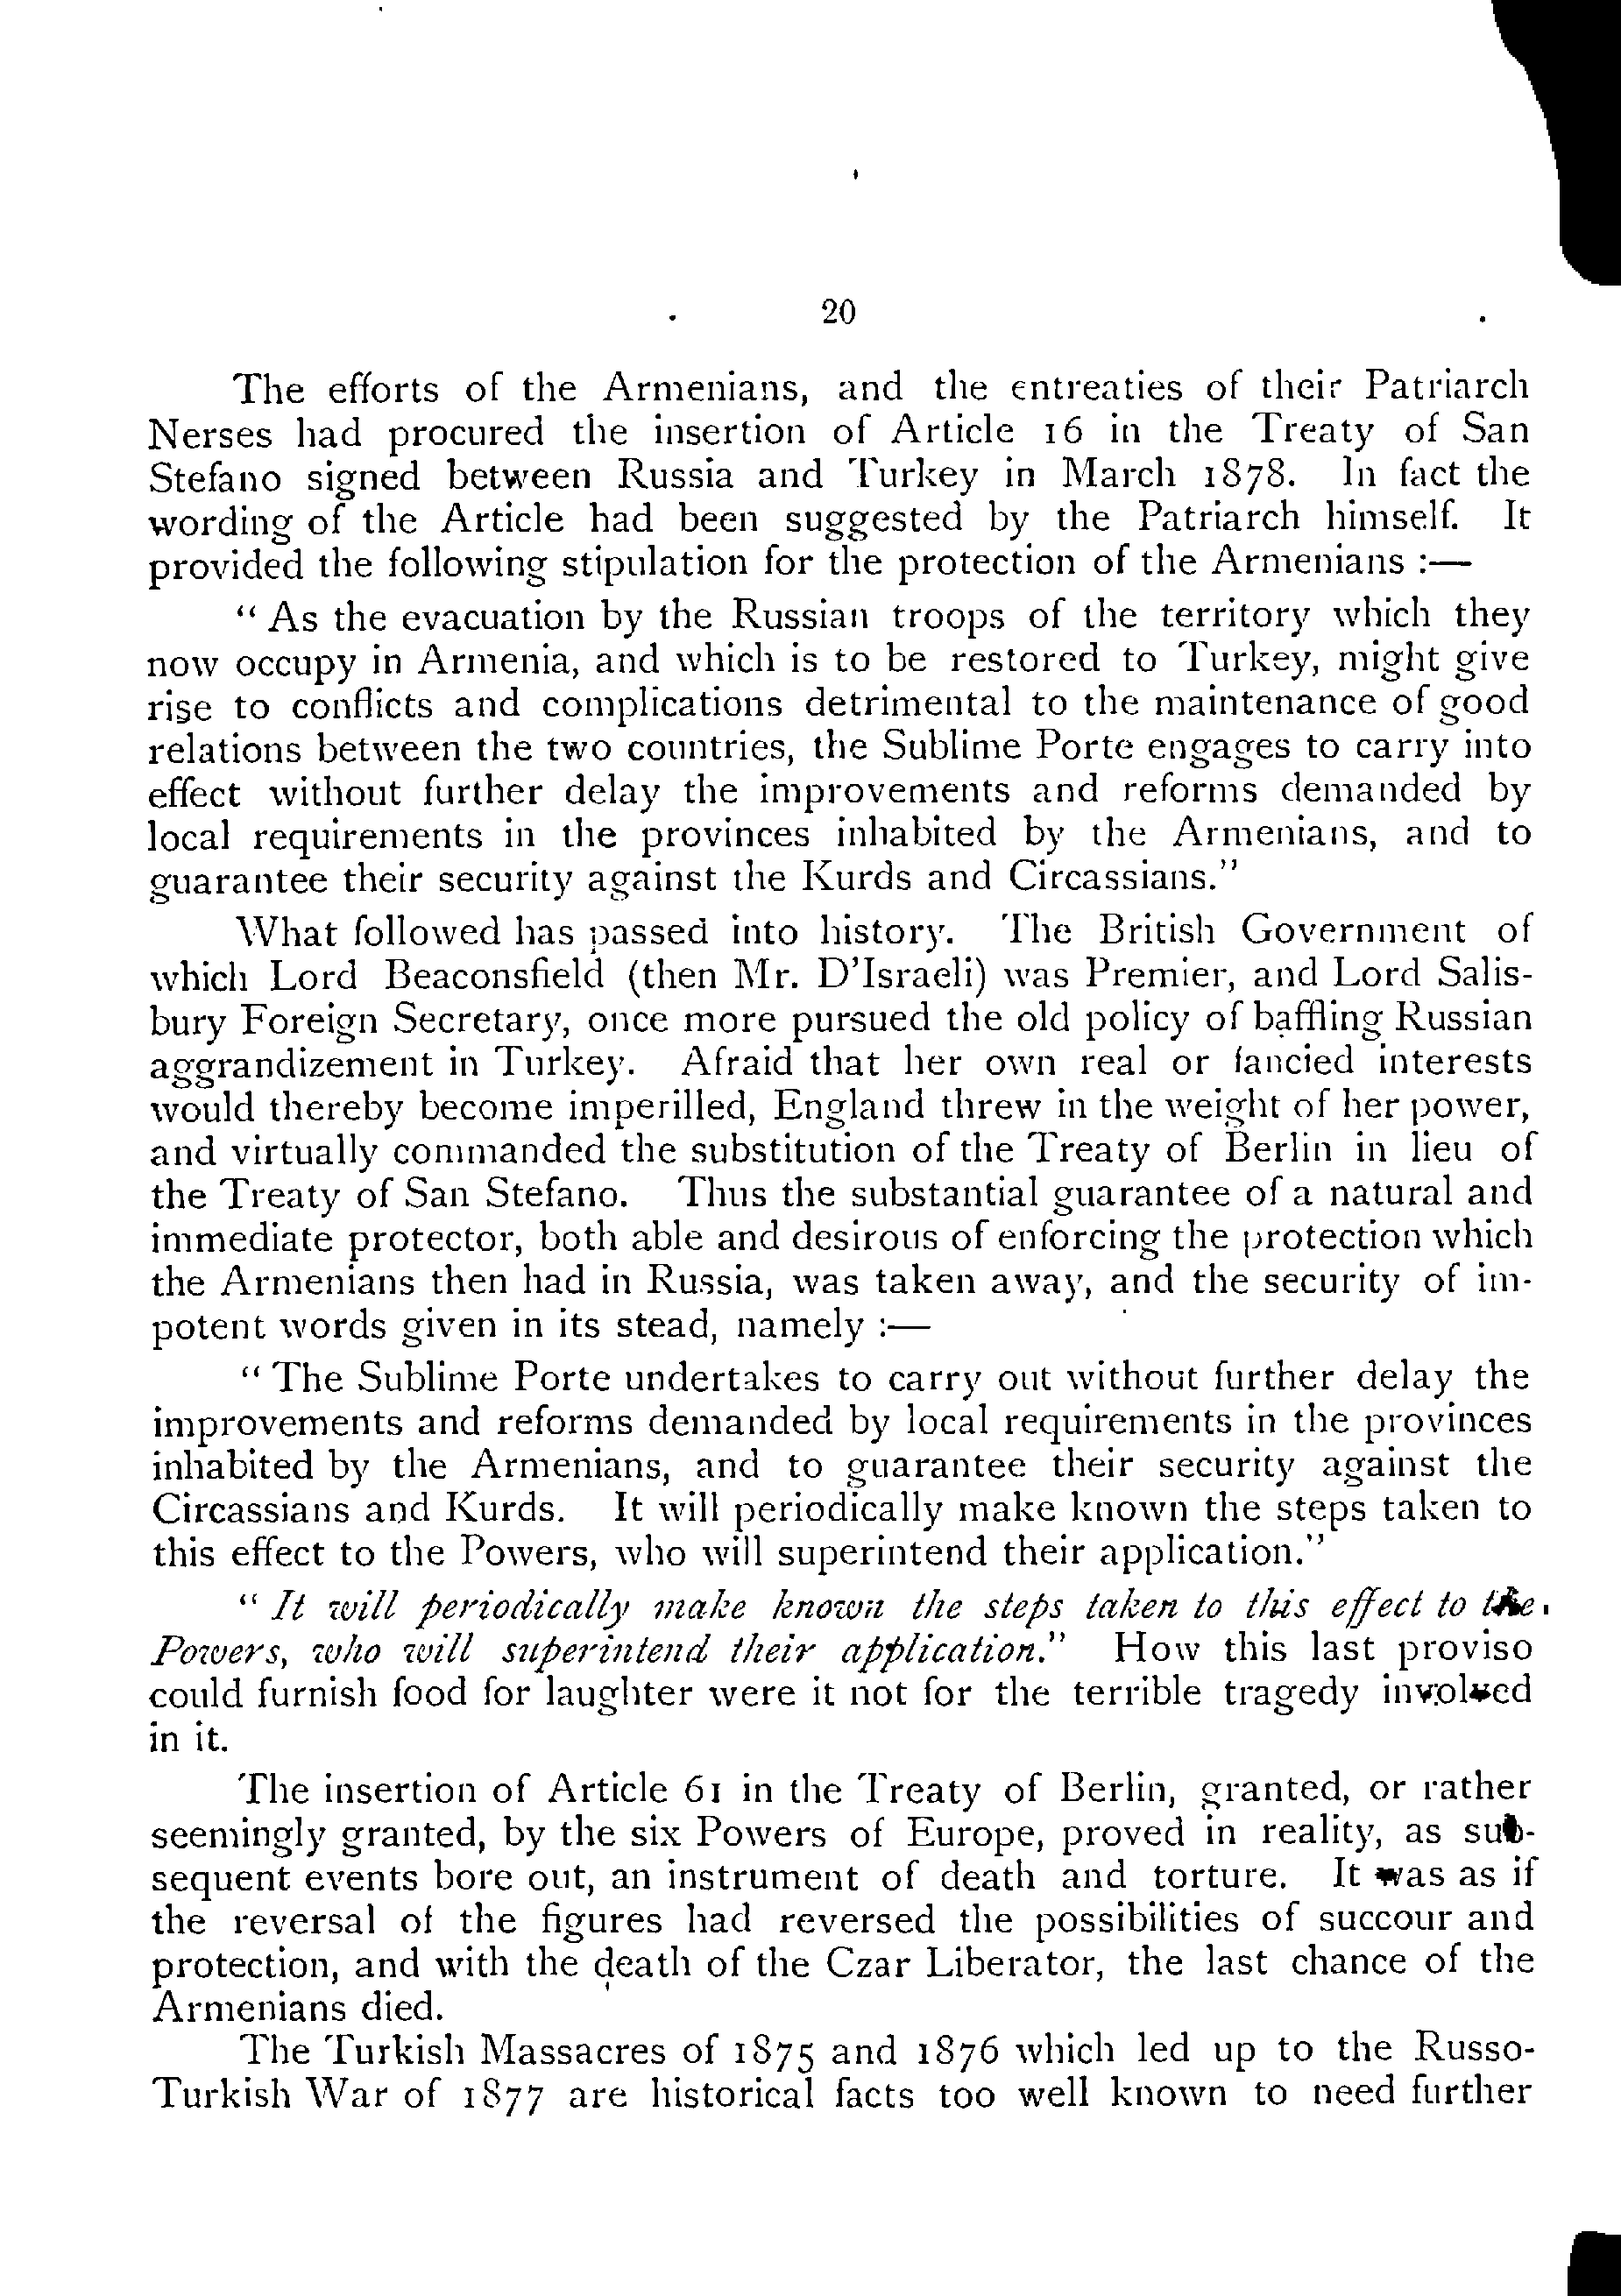 20
The efforts of the Armenians, and the entreaties of their Patriarch
Nerses had procured the insertion of Article 16 in the Treaty of San
Stefano signed between Russia and Turkey in March 1878. In fact the
wording of the Article had been suggested by the Patriarch himself. It
provided the following stipulation for the protection of the Armenians :—
“ As the evacuation by the Russian troops of the territory which they
now occupy in Armenia, and which is to be restored to Turkey, might give
rise to conflicts and complications detrimental to the maintenance of good
relations between the two countries, the Sublime Porte engages to carry into
effect without further delay the improvements and reforms demanded by
local requirements in the provinces inhabited by the Armenians, and to
guarantee their security against the Kurds and Circassians.”
What followed has passed into history. The British Government of
which Lord Beaconsfield (then Mr. D’Israeli) was Premier, and Lord Salis-
bury Foreign Secretary, once more pursued the old policy of baffling Russian
aggrandizement in Turkey. Afraid that her own real or fancied interests
would thereby become imperilled, England threw in the weight of her power,
and virtually commanded the substitution of the Treaty of Berlin in lieu of
the Treaty of San Stefano. Thus the substantial guarantee of a natural and
immediate protector, both able and desirous of enforcing the protection which
the Armenians then had in Russia, was taken away, and the security of im-
potent words given in its stead, namely :—
“ The Sublime Porte undertakes to carry out without further delay the
improvements and reforms demanded by local requirements in the provinces
inhabited by the Armenians, and to guarantee their security against the
Circassians and Kurds. It will periodically make known the steps taken to
this effect to the Powers, who will superintend their application.”
“ It will periodically make known the steps taken to this effect to the
Powers, who will superintend their application.” How this last proviso
could furnish food for laughter were it not for the terrible tragedy involved
in it.
The insertion of Article 61 in the Treaty of Berlin, granted, or rather
seemingly granted, by the six Powers of Europe, proved in reality, as sub-
sequent events bore out, an instrument of death and torture. It was as if
the reversal of the figures had reversed the possibilities of succour and
protection, and with the death of the Czar Liberator, the last chance of the
Armenians died.
The Turkish Massacres of 1875 and 1876 which led up to the Russo-
Turkish War of 1877 are historical facts too well known to need further